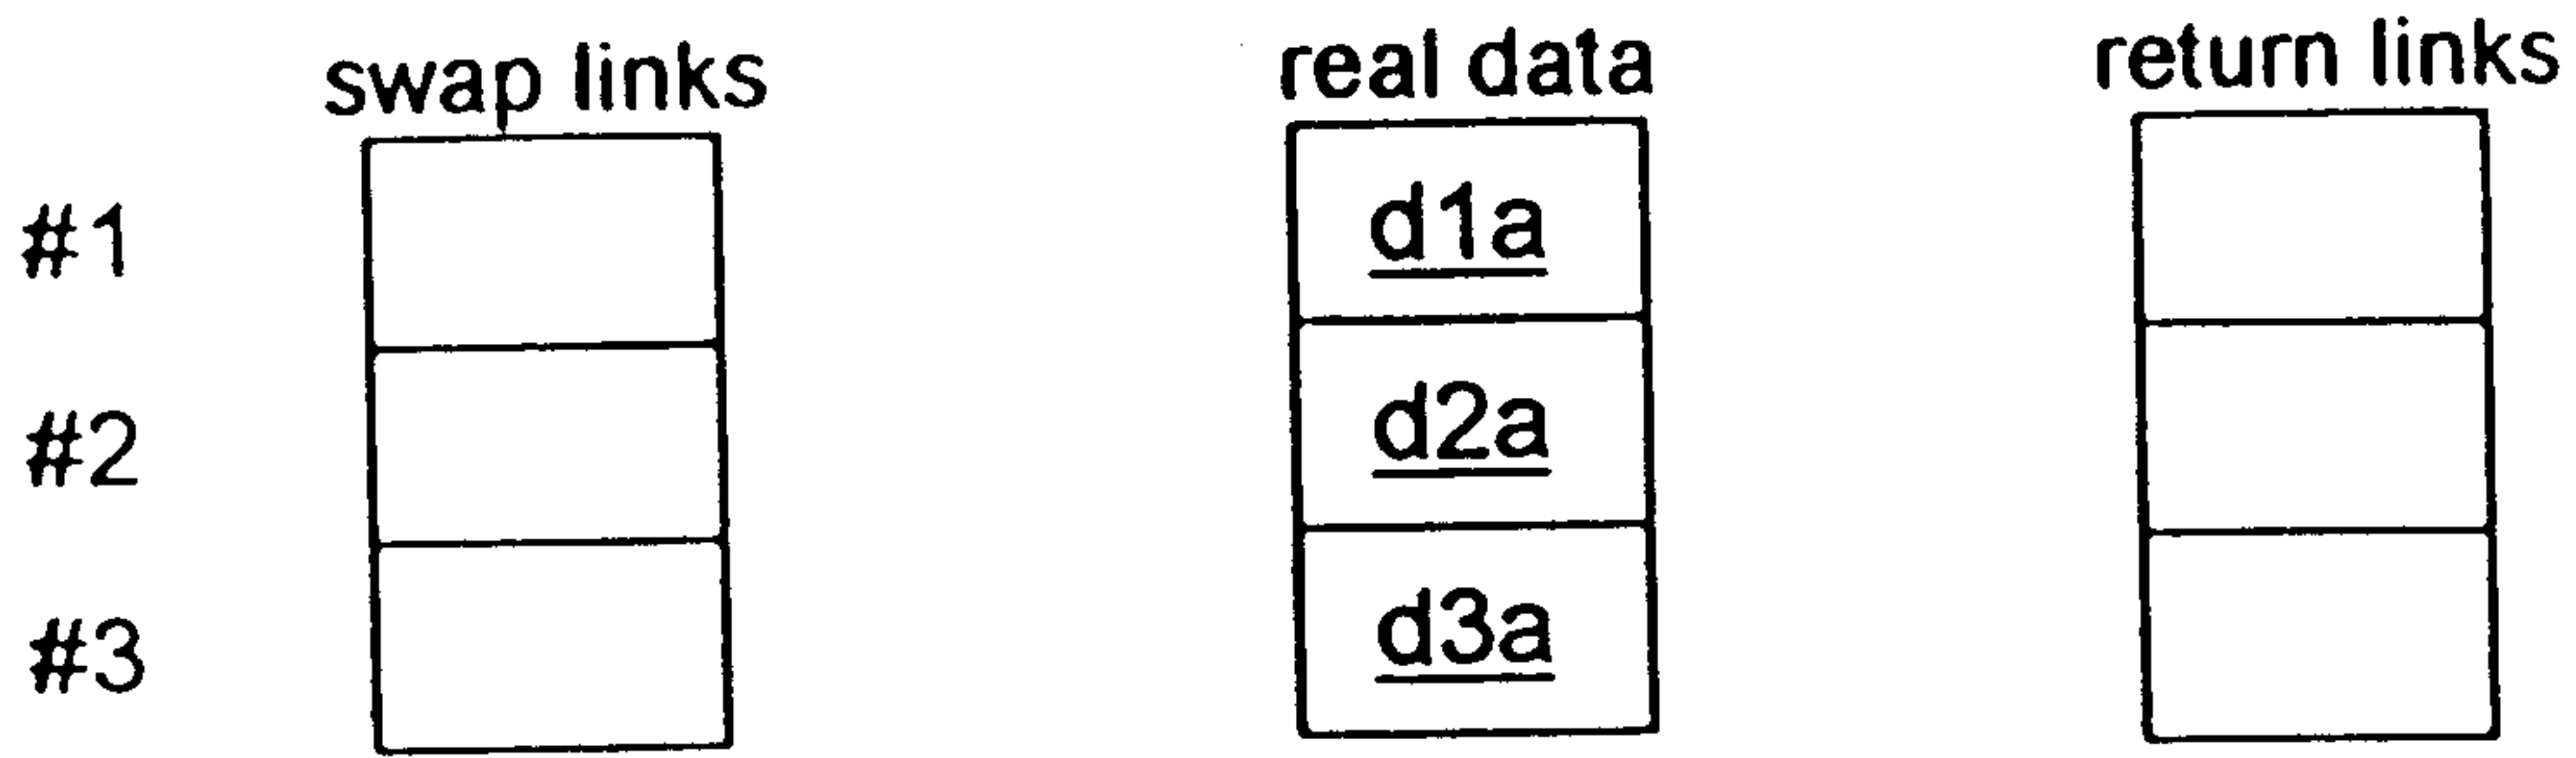 swap links real data return links
#1 d1a
#2 d2a
#3 d3a